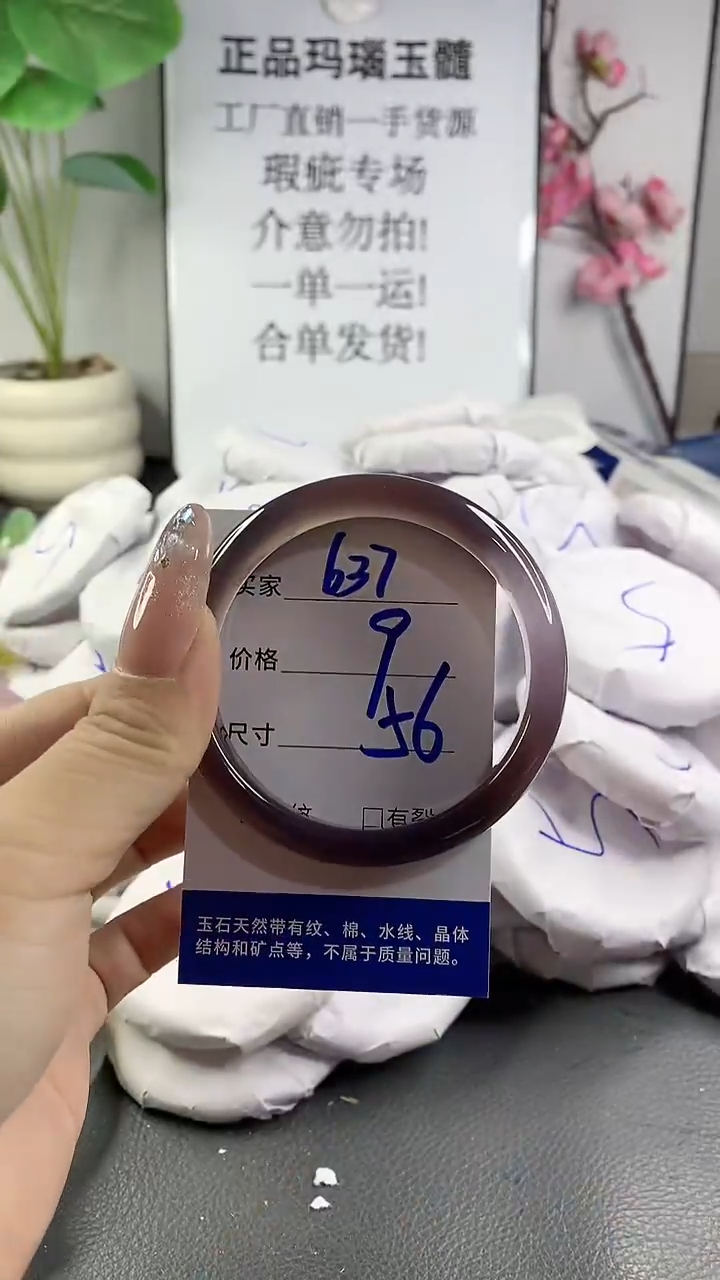 正品玛瑙玉髓
工厂直销一手货源
瑕疵专场
介意勿拍!
一单一运!
合单发货!
买家 637
价格 9
尺寸 56
纹 口有裂
玉石天然带有纹、棉、水线、晶体
结构和矿点等，不属于质量问题。